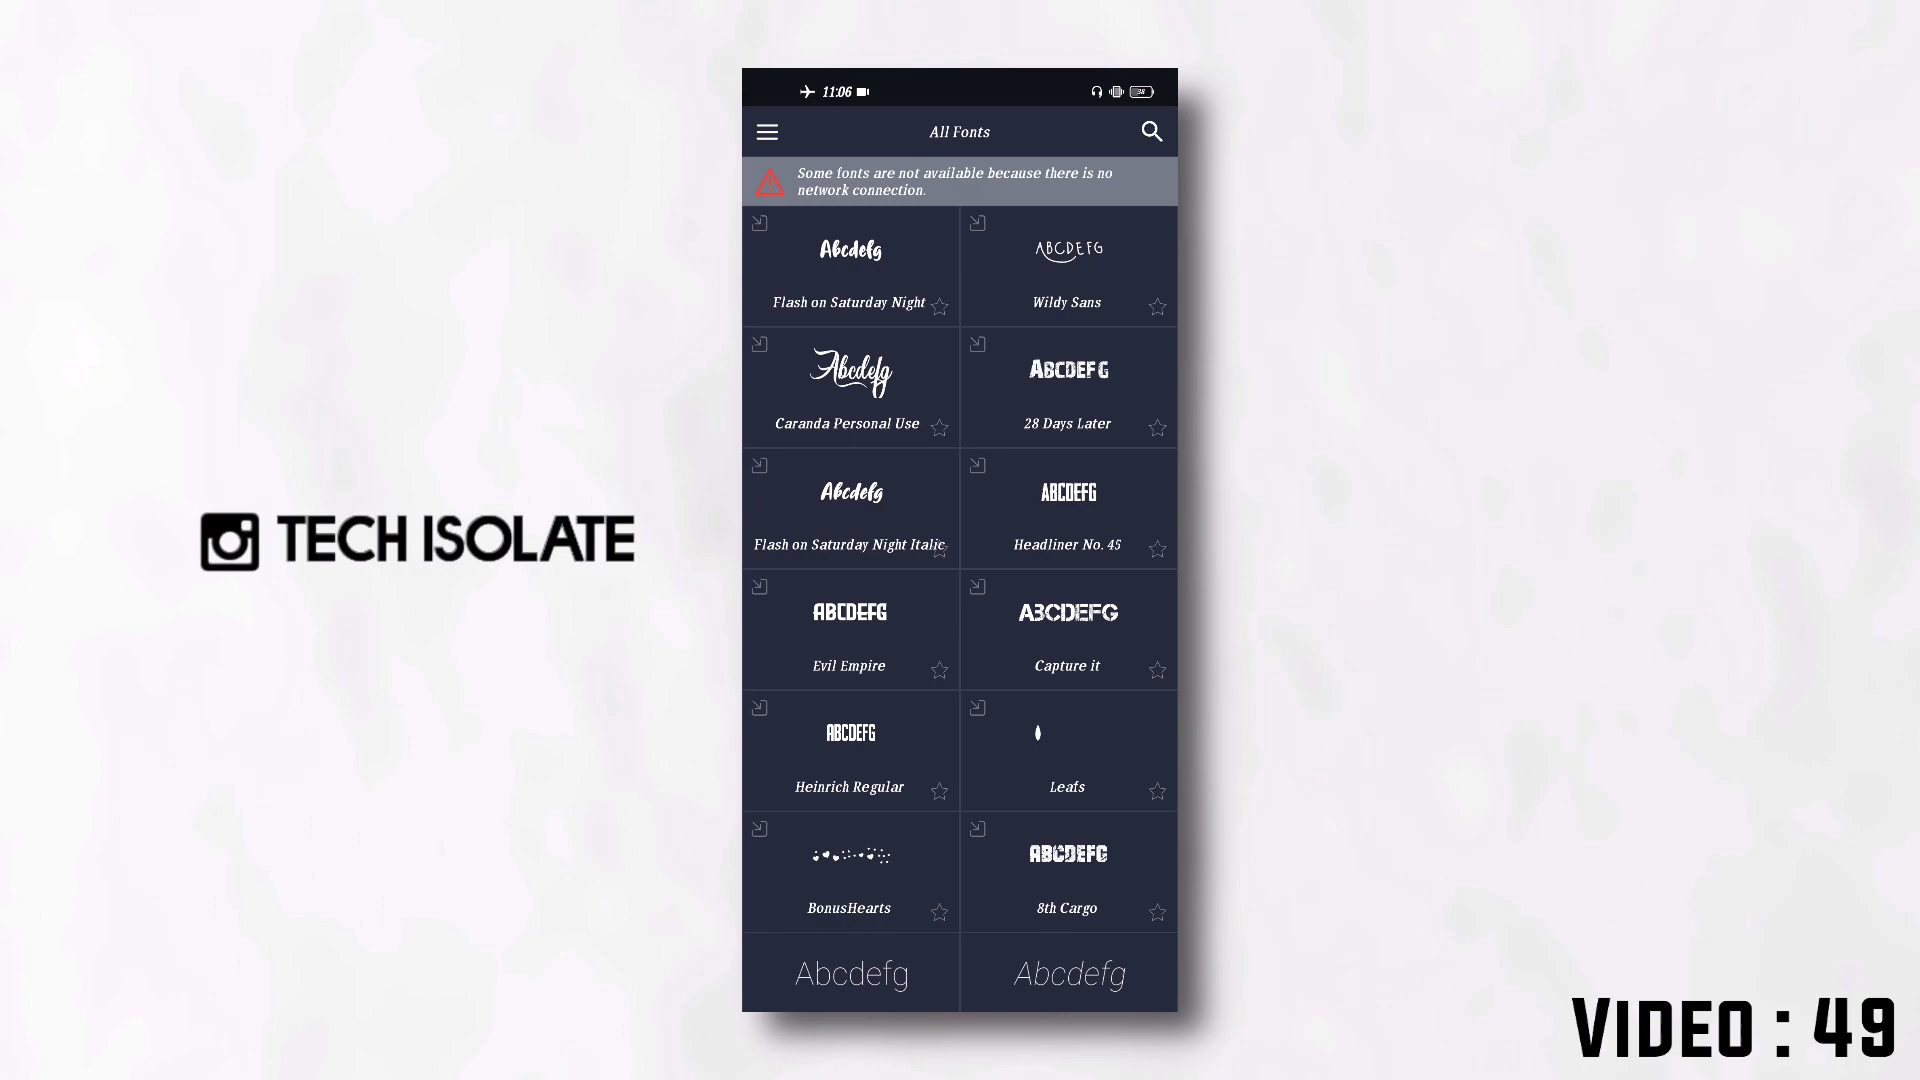 11:06
38
All Fonts
Some fonts are not available because there is no
network connection.
Abcdefg
ABCDEFG
Flash on Saturday Night
Wildy Sans
Abcdefg
ABCDEFG
Caranda Personal Use
28 Days Later
Abcdefg
ABCDEFG
Flash on Saturday Night Italic
Headliner No. 45
TECH ISOLATE
ABCDEFG
ABCDEFG
Evil Empire
Capture it
ABCDEFG
Heinrich Regular
Leafs
ABCDEFG
BonusHearts
8th Cargo
Abcdefg
Abcdefg
VIDEO : 49